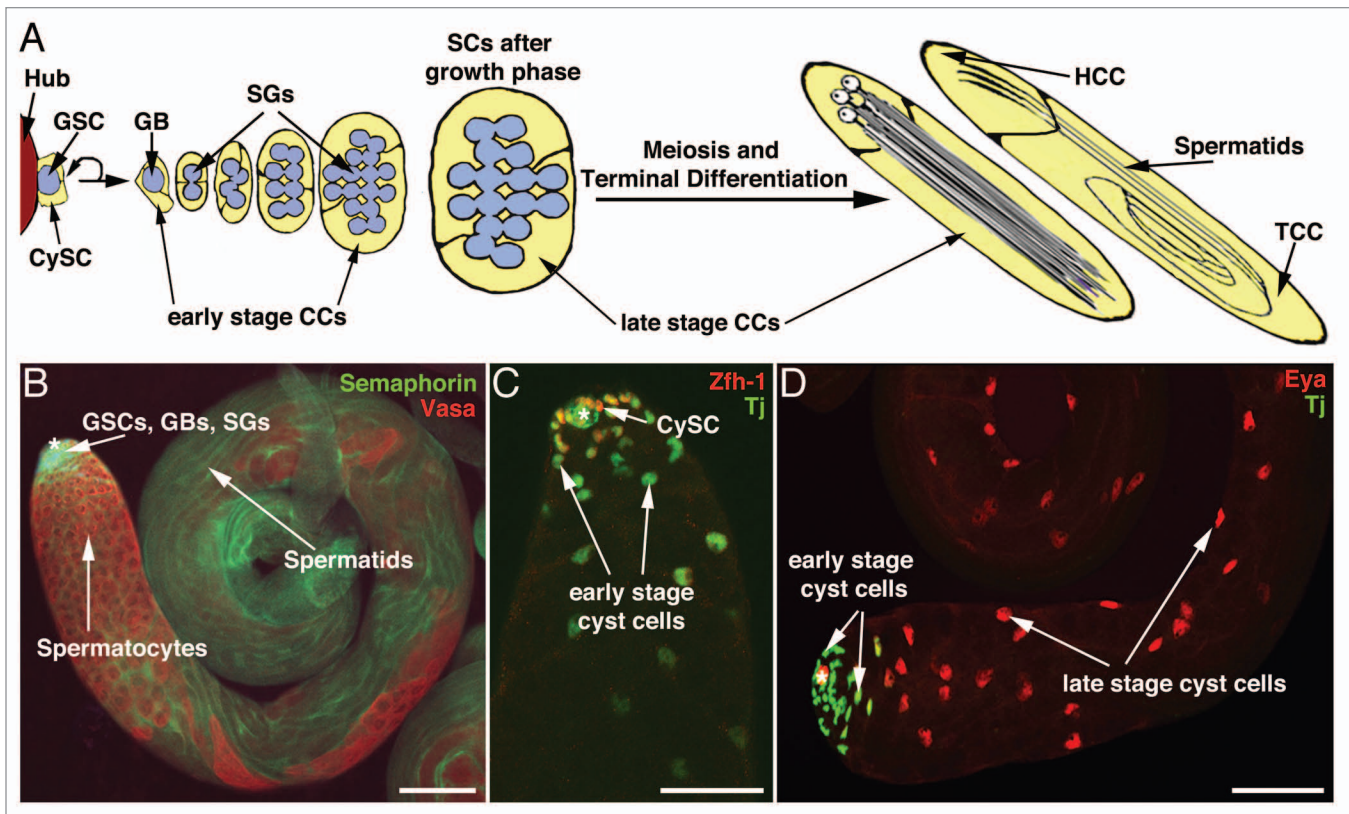 A
Hub
GSC
GB
SGs
SCs after
growth phase
HCC
Meiosis and
Terminal Differentiation
Spermatids
TCC
CySC
early stage CCs
late stage CCs
B
Semaphorin
Vasa
*
GSCs, GBs, SGs
Spermatids
Spermatocytes
C
Zfh-1
Tj
*
CySC
early stage
cyst cells
D
Eya
Tj
early stage
cyst cells
*
late stage cyst cells